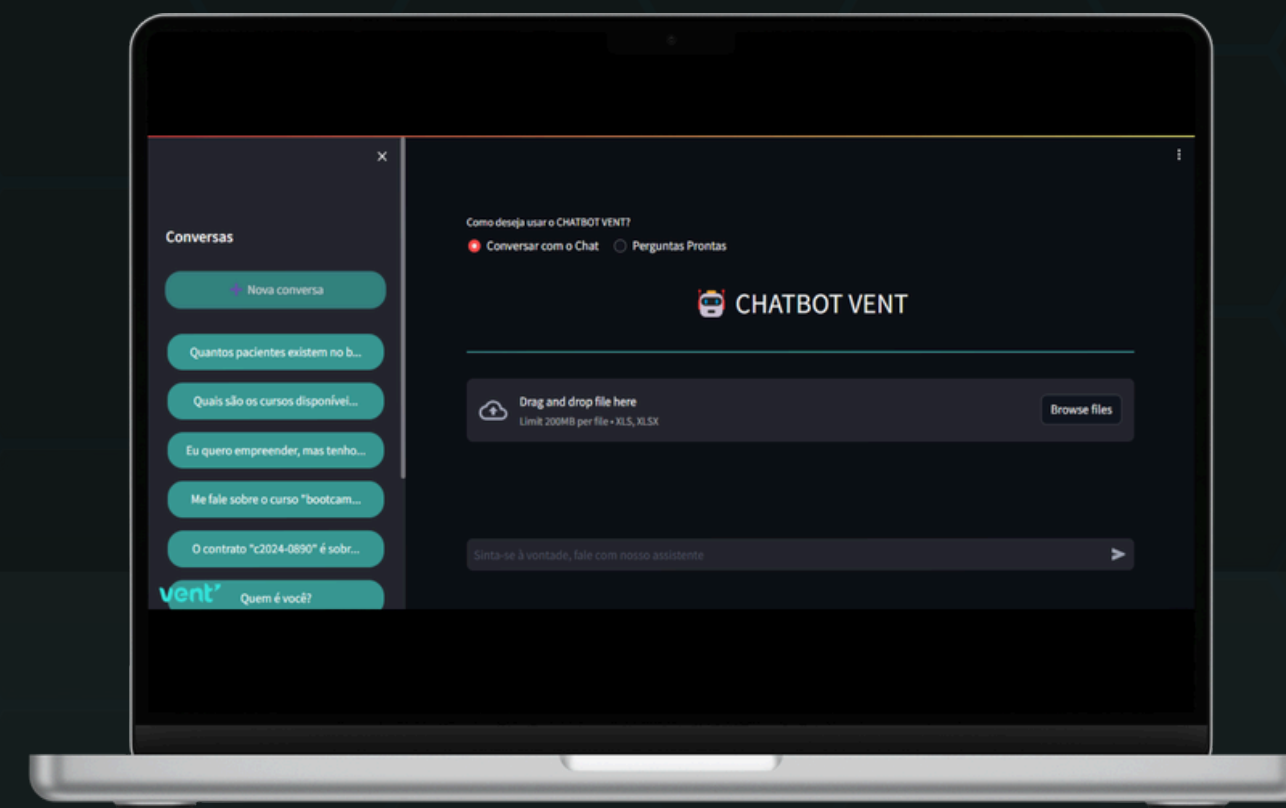 Conversas
Nova conversa
Quantos pacientes existem no b...
Quais são os cursos disponívei...
Eu quero empreender, mas tenho...
Me fale sobre o curso "bootcam...
O contrato "c2024-0890" é sobr...
vent
Quem é você?
Como deseja usar o CHATBOT VENT?
Conversar com o Chat Perguntas Prontas
CHATBOT VENT
Drag and drop file here
Limit 200MB per file • XLS, XLSX
Browse files
Sinta-se à vontade, fale com nosso assistente